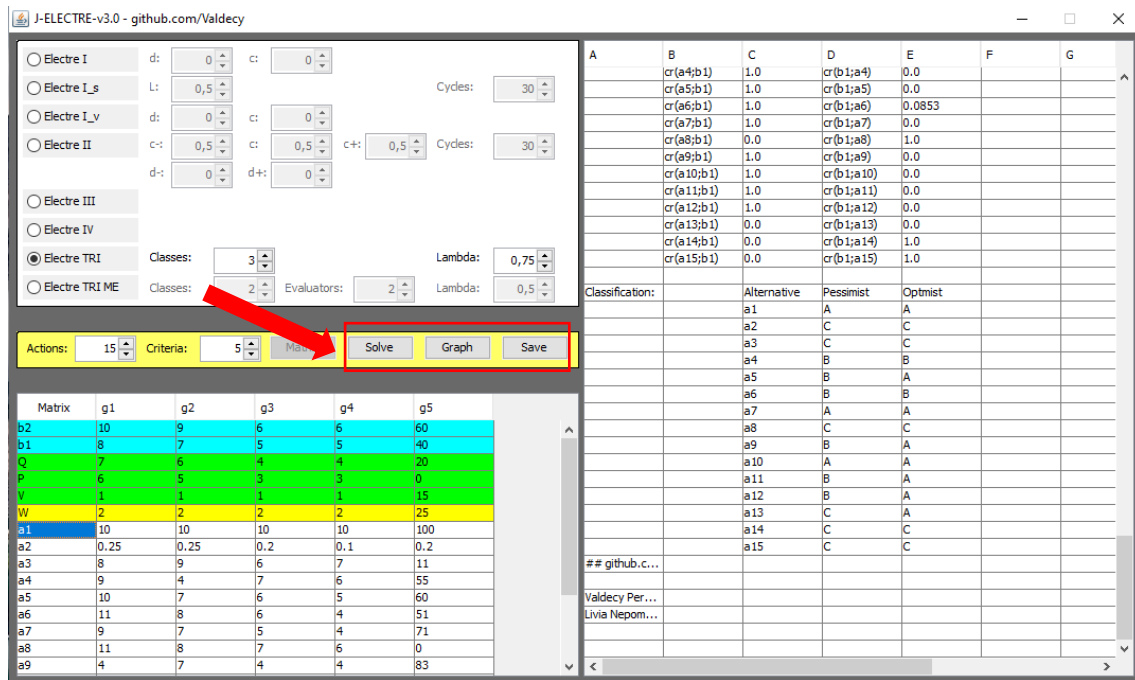 J-ELECTRE-v3.0 - github.com/Valdecy
Electre I d: 0 c: 0
Electre I_s L: 0,5 Cycles: 30
Electre I_v d: 0 c: 0
Electre II c-: 0,5 c: 0,5 c+: 0,5 Cycles: 30
d-: 0 d+: 0
Electre III
Electre IV
Electre TRI Classes: 3 Lambda: 0,75
Electre TRI ME Classes: 2 Evaluators: 2 Lambda: 0,5
Actions: 15 Criteria: 5 Solve Graph Save
Matrix g1 g2 g3 g4 g5
b2 10 9 6 6 60
b1 8 7 5 5 40
Q 7 6 4 4 20
P 6 5 3 3 0
V 1 1 1 1 15
W 2 2 2 2 25
a1 10 10 10 10 100
a2 0.25 0.25 0.2 0.1 0.2
a3 8 9 6 7 11
a4 9 4 7 6 55
a5 10 7 6 5 60
a6 11 8 6 4 51
a7 9 7 5 4 71
a8 11 8 7 6 0
a9 4 7 4 4 83
A B C D E F G
cr(a4;b1) 1.0 cr(b1;a4) 0.0
cr(a5;b1) 1.0 cr(b1;a5) 0.0
cr(a6;b1) 1.0 cr(b1;a6) 0.0853
cr(a7;b1) 1.0 cr(b1;a7) 0.0
cr(a8;b1) 0.0 cr(b1;a8) 1.0
cr(a9;b1) 1.0 cr(b1;a9) 0.0
cr(a10;b1) 1.0 cr(b1;a10) 0.0
cr(a11;b1) 1.0 cr(b1;a11) 0.0
cr(a12;b1) 1.0 cr(b1;a12) 0.0
cr(a13;b1) 0.0 cr(b1;a13) 0.0
cr(a14;b1) 0.0 cr(b1;a14) 1.0
cr(a15;b1) 0.0 cr(b1;a15) 1.0
Classification: Alternative Pessimist Optmist
a1 A A
a2 C C
a3 C C
a4 B B
a5 B A
a6 B B
a7 A A
a8 C C
a9 B A
a10 A A
a11 B A
a12 B A
a13 C A
a14 C C
a15 C C
## github.c...
Valdecy Per...
Livia Nepom...